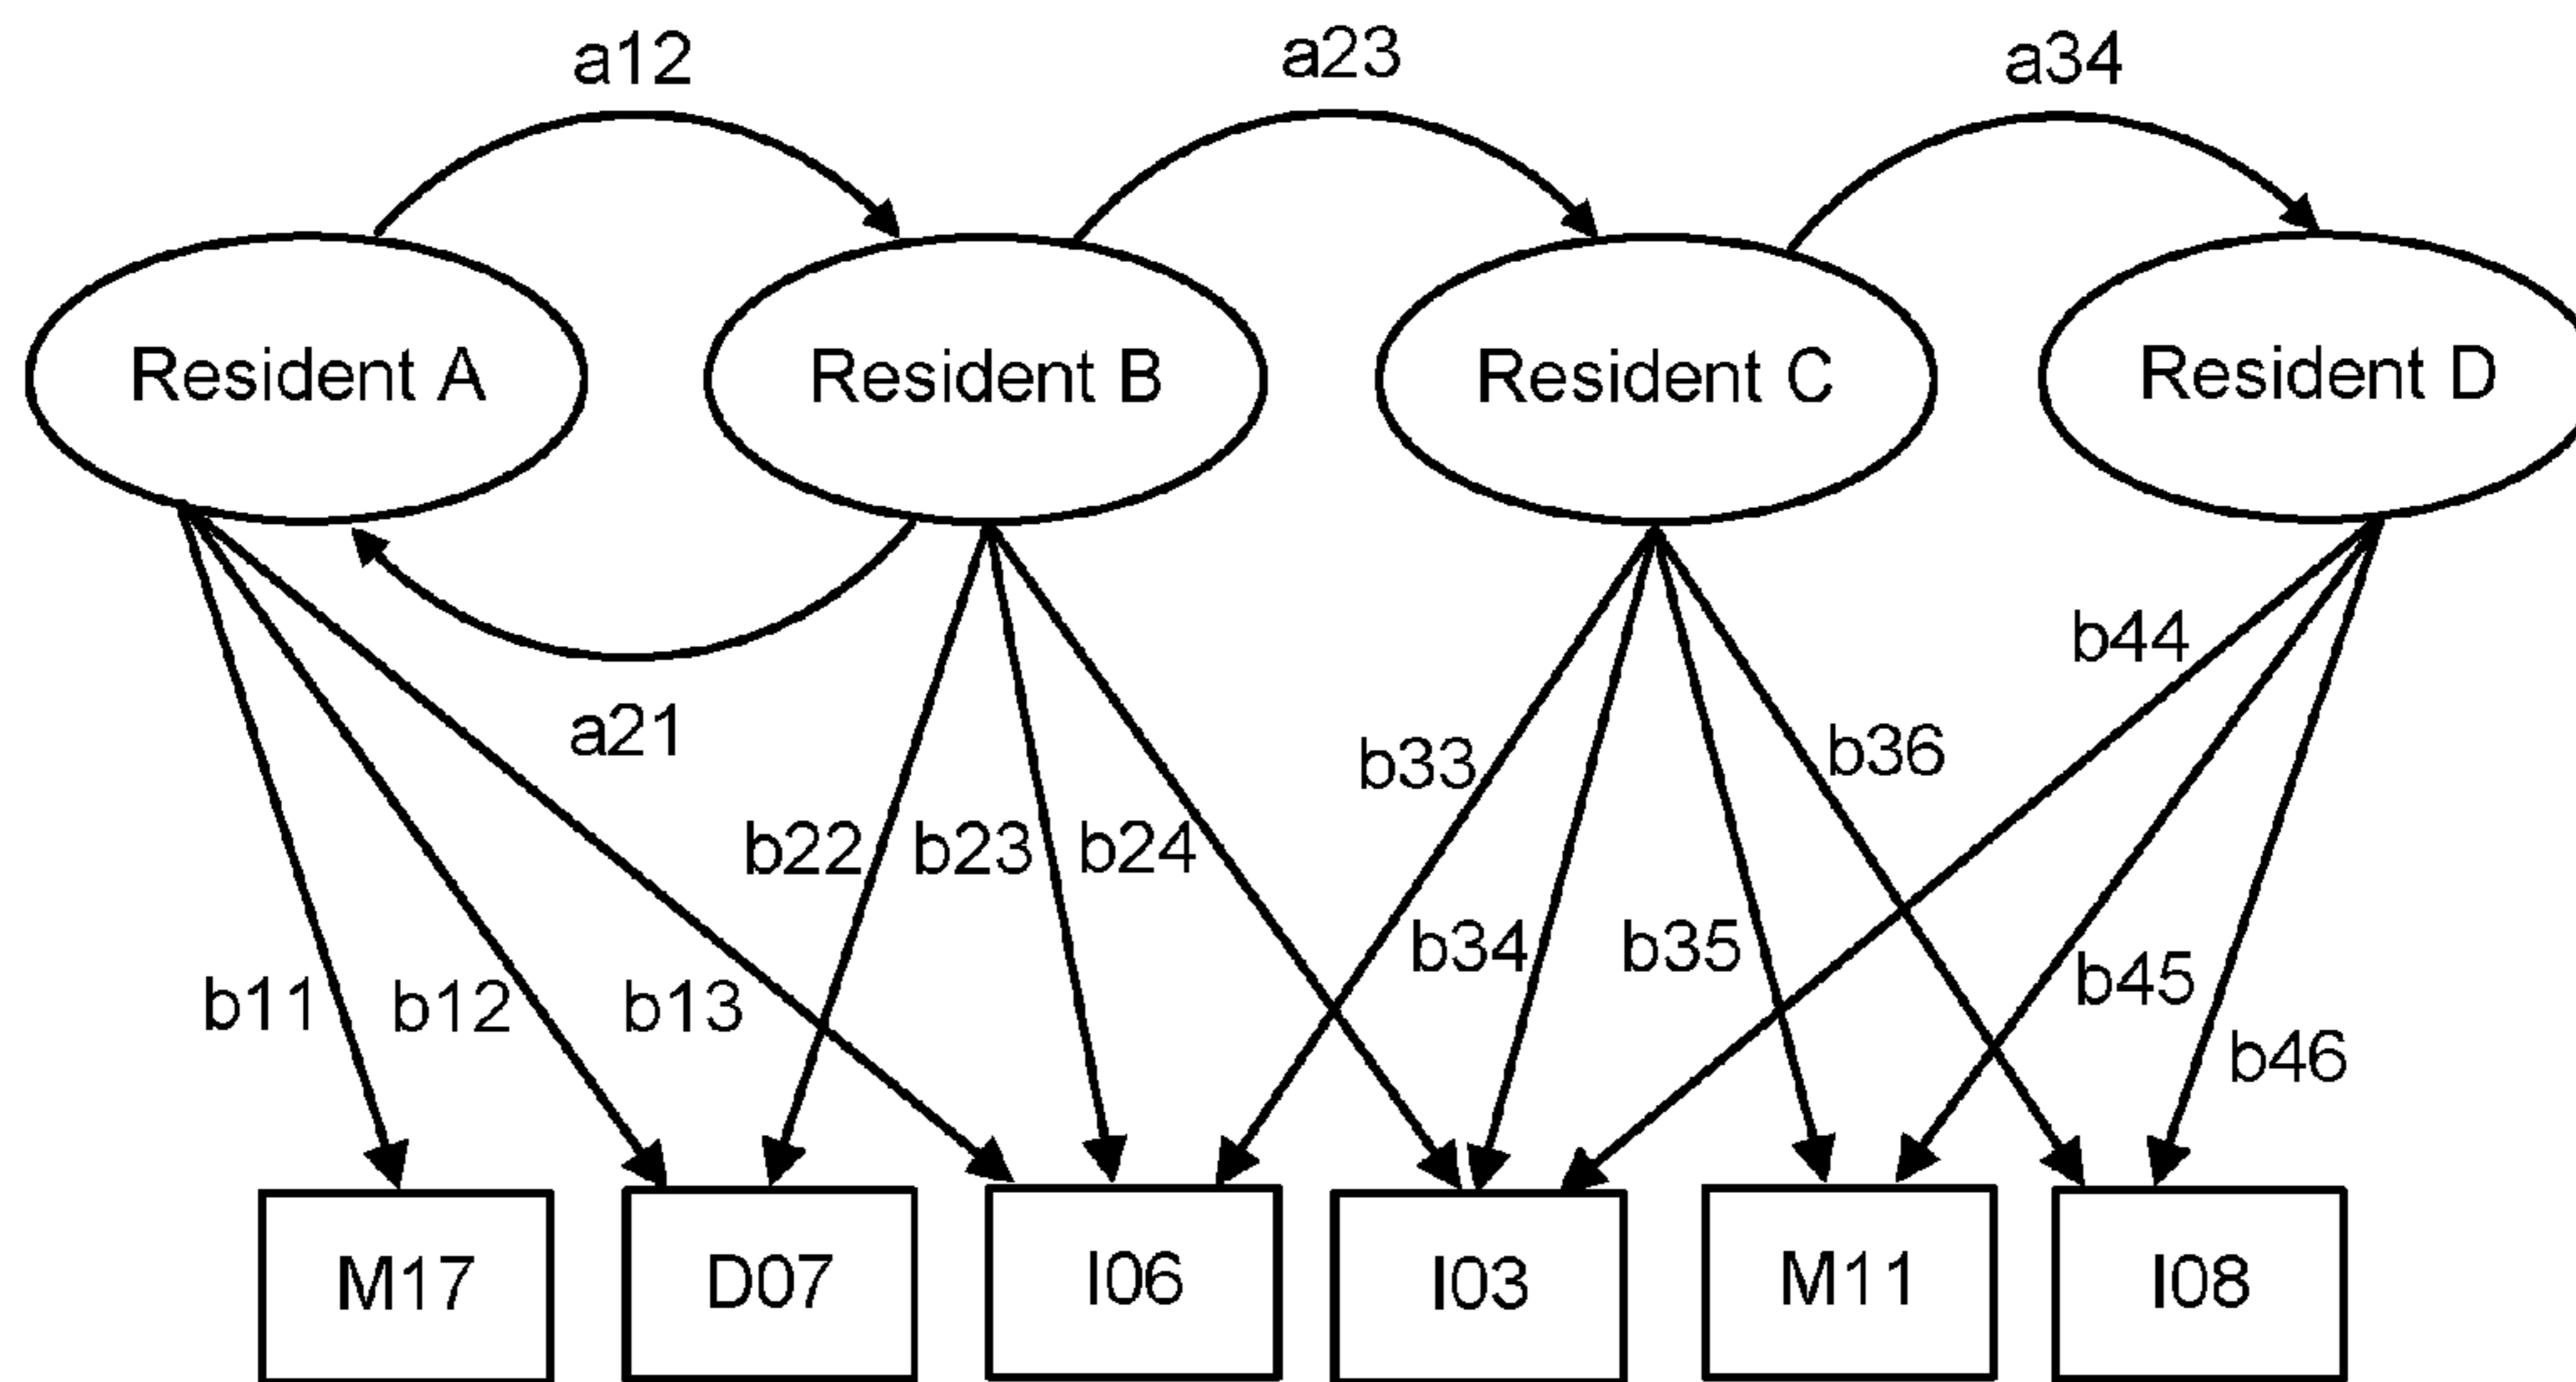 a12 a23 a34
Resident A Resident B Resident C Resident D
b44
a21 b33 b36
b22 b23 b24
b34 b35
b11 b12 b13 b45
b46
M17 D07 I06 I03 M11 I08